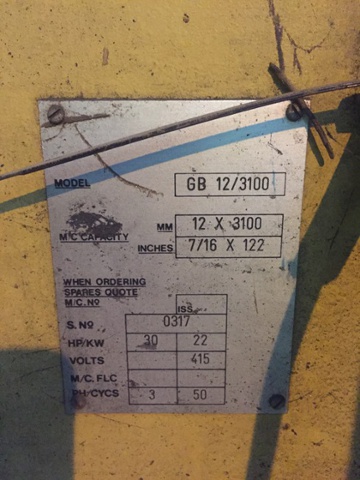 MODEL GB 12/3100
MM 12 X 3100
M/C CAPACITY
INCHES 7/16 X 122
WHEN ORDERING
SPARES QUOTE
M/C. Nº ISS.
S. Nº 0317
HP/KW 30 22
VOLTS 415
M/C. FLC
PH/CYCS 3 50